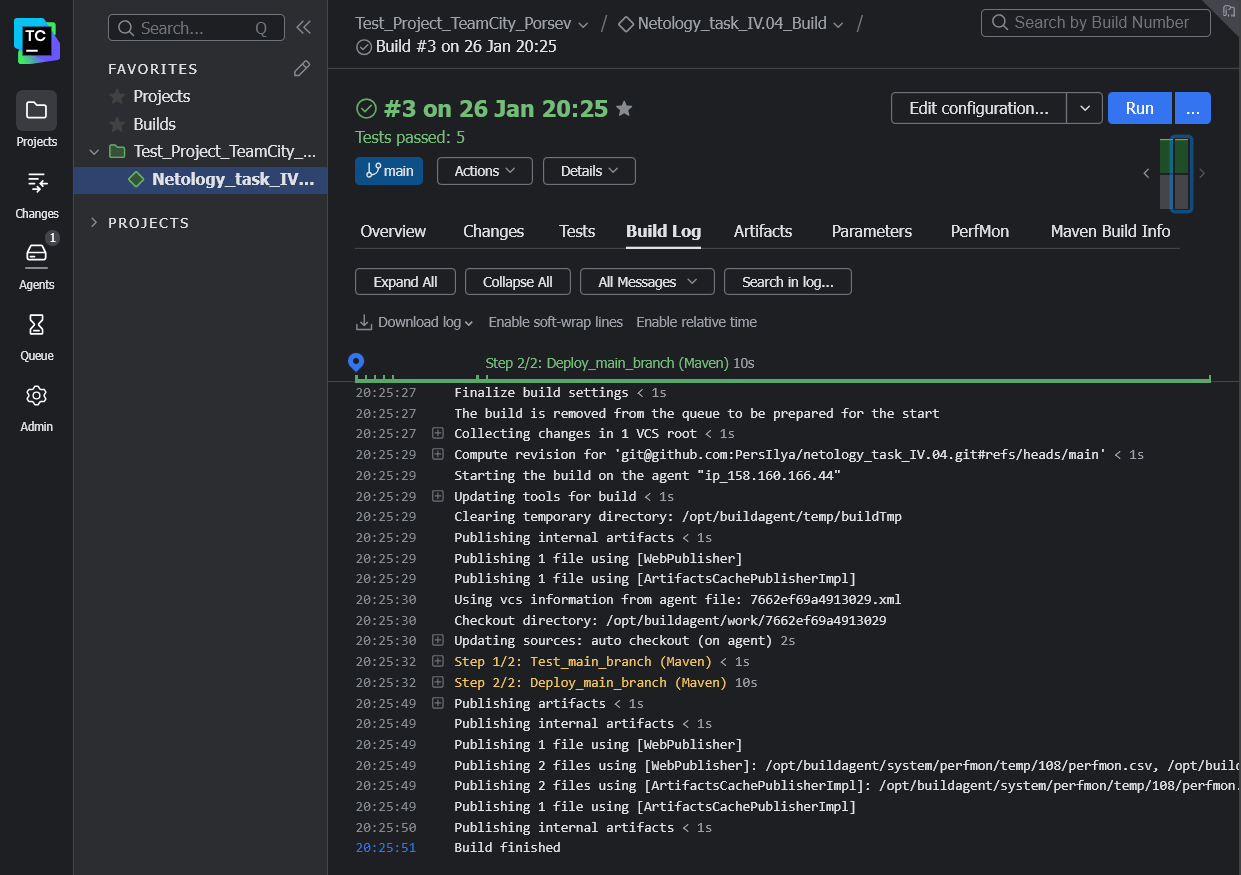 TC
Projects
Changes
1
Agents
Queue
Admin
Search... Q
FAVORITES
Projects
Builds
Test_Project_TeamCity_...
Netology_task_IV...
PROJECTS
Test_Project_TeamCity_Porsev / Netology_task_IV.04_Build /
Build #3 on 26 Jan 20:25
Search by Build Number
#3 on 26 Jan 20:25
Edit configuration... Run ...
Tests passed: 5
main Actions Details
Overview Changes Tests Build Log Artifacts Parameters PerfMon Maven Build Info
Expand All Collapse All All Messages Search in log...
Download log Enable soft-wrap lines Enable relative time
Step 2/2: Deploy_main_branch (Maven) 10s
20:25:27 Finalize build settings < 1s
20:25:27 The build is removed from the queue to be prepared for the start
20:25:27 Collecting changes in 1 VCS root < 1s
20:25:29 Compute revision for 'git@github.com:PersIlya/netology_task_IV.04.git#refs/heads/main' < 1s
20:25:29 Starting the build on the agent "ip_158.160.166.44"
20:25:29 Updating tools for build < 1s
20:25:29 Clearing temporary directory: /opt/buildagent/temp/buildTmp
20:25:29 Publishing internal artifacts < 1s
20:25:29 Publishing 1 file using [WebPublisher]
20:25:29 Publishing 1 file using [ArtifactsCachePublisherImpl]
20:25:30 Using vcs information from agent file: 7662ef69a4913029.xml
20:25:30 Checkout directory: /opt/buildagent/work/7662ef69a4913029
20:25:30 Updating sources: auto checkout (on agent) 2s
20:25:32 Step 1/2: Test_main_branch (Maven) < 1s
20:25:32 Step 2/2: Deploy_main_branch (Maven) 10s
20:25:49 Publishing artifacts < 1s
20:25:49 Publishing internal artifacts < 1s
20:25:49 Publishing 1 file using [WebPublisher]
20:25:49 Publishing 2 files using [WebPublisher]: /opt/buildagent/system/perfmon/temp/108/perfmon.csv, /opt/build
20:25:49 Publishing 2 files using [ArtifactsCachePublisherImpl]: /opt/buildagent/system/perfmon/temp/108/perfmon.
20:25:49 Publishing 1 file using [ArtifactsCachePublisherImpl]
20:25:50 Publishing internal artifacts < 1s
20:25:51 Build finished